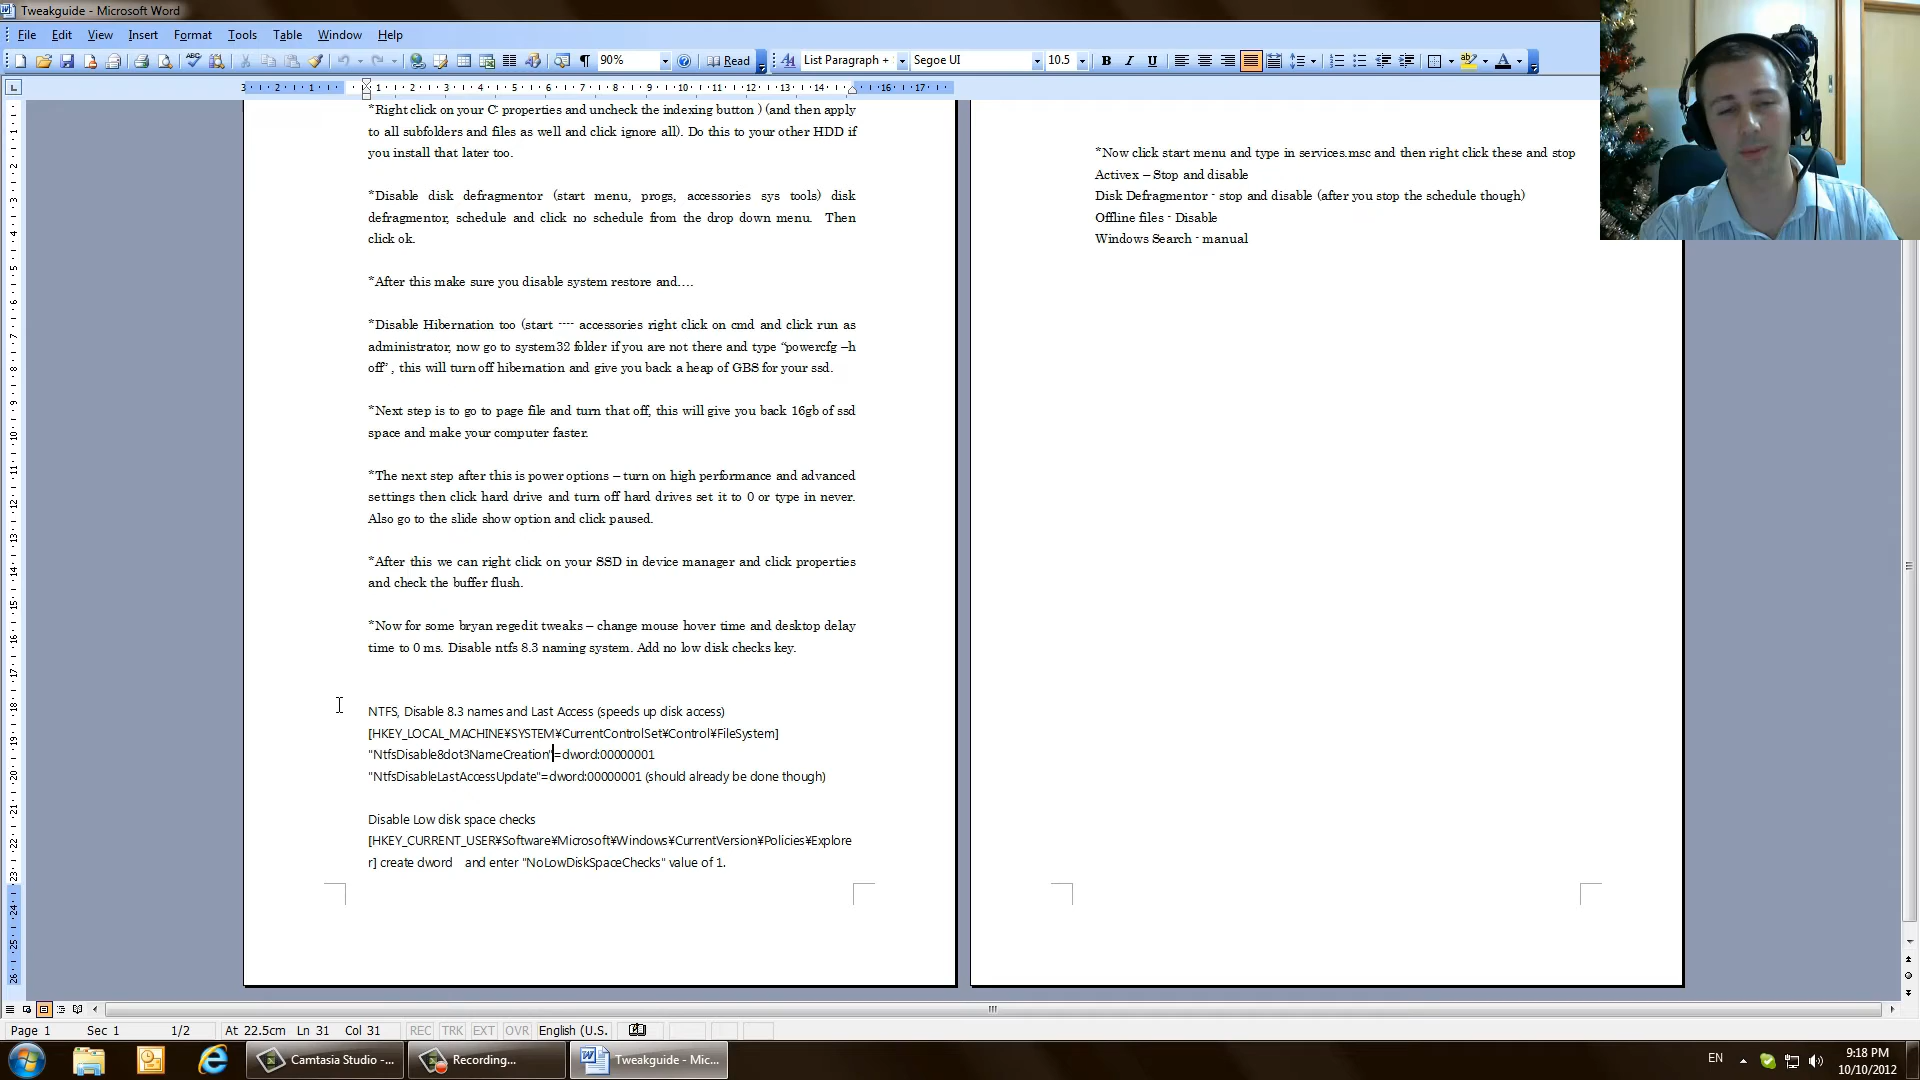 Tweakguide - Microsoft Word
File Edit View Insert Format Tools Table Window Help
90% Read List Paragraph + Segoe UI 10.5 B I U
3 2 1 1 2 3 4 5 6 7 8 9 10 11 12 13 14 16 17
*Right click on your C: properties and uncheck the indexing button ) (and then apply
to all subfolders and files as well and click ignore all). Do this to your other HDD if
you install that later too.
*Disable disk defragmentor (start menu, progs, accessories sys tools) disk
defragmentor, schedule and click no schedule from the drop down menu. Then
click ok.
*After this make sure you disable system restore and….
*Disable Hibernation too (start ---- accessories right click on cmd and click run as
administrator, now go to system32 folder if you are not there and type “powercfg –h
off” , this will turn off hibernation and give you back a heap of GBS for your ssd.
*Next step is to go to page file and turn that off, this will give you back 16gb of ssd
space and make your computer faster.
*The next step after this is power options – turn on high performance and advanced
settings then click hard drive and turn off hard drives set it to 0 or type in never.
Also go to the slide show option and click paused.
*After this we can right click on your SSD in device manager and click properties
and check the buffer flush.
*Now for some bryan regedit tweaks – change mouse hover time and desktop delay
time to 0 ms. Disable ntfs 8.3 naming system. Add no low disk checks key.
NTFS, Disable 8.3 names and Last Access (speeds up disk access)
[HKEY_LOCAL_MACHINE¥SYSTEM¥CurrentControlSet¥Control¥FileSystem]
"NtfsDisable8dot3NameCreation"=dword:00000001
"NtfsDisableLastAccessUpdate"=dword:00000001 (should already be done though)
Disable Low disk space checks
[HKEY_CURRENT_USER¥Software¥Microsoft¥Windows¥CurrentVersion¥Policies¥Explore
r] create dword and enter "NoLowDiskSpaceChecks" value of 1.
*Now click start menu and type in services.msc and then right click these and stop
Activex – Stop and disable
Disk Defragmentor - stop and disable (after you stop the schedule though)
Offline files - Disable
Windows Search - manual
Page 1 Sec 1 1/2 At 22.5cm Ln 31 Col 31 REC TRK EXT OVR English (U.S.
Camtasia Studio -... Recording... Tweakguide - Mic... EN 9:18 PM
10/10/2012